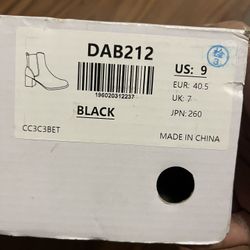 DAB212
196020312237
BLACK
CC3C3BET
US: 9
EUR: 40.5
UK: 7
JPN: 260
MADE IN CHINA